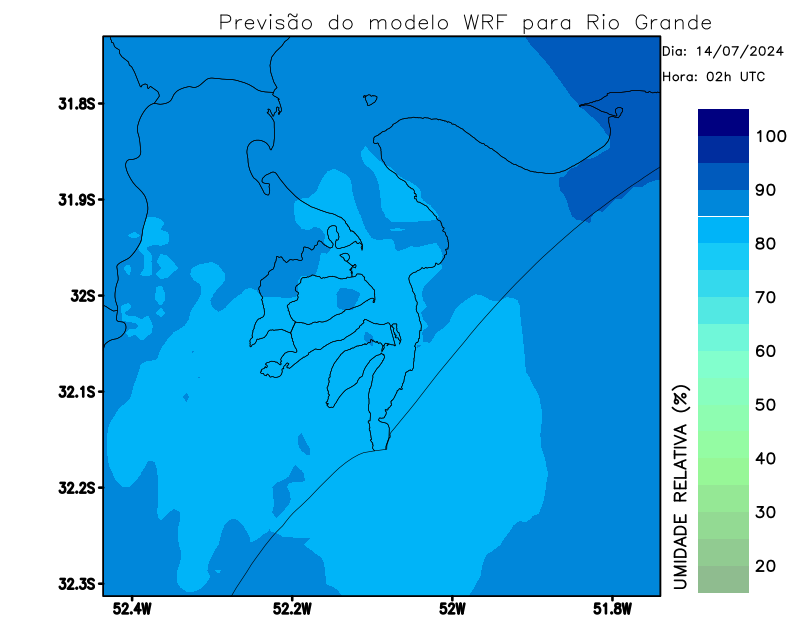 Previsão do modelo WRF para Rio Grande
Dia: 14/07/2024
Hora: 02h UTC
31.8S
31.9S
32S
32.1S
32.2S
32.3S
52.4W
52.2W
52W
51.8W
100
90
80
70
60
50
40
30
20
UMIDADE RELATIVA (%)